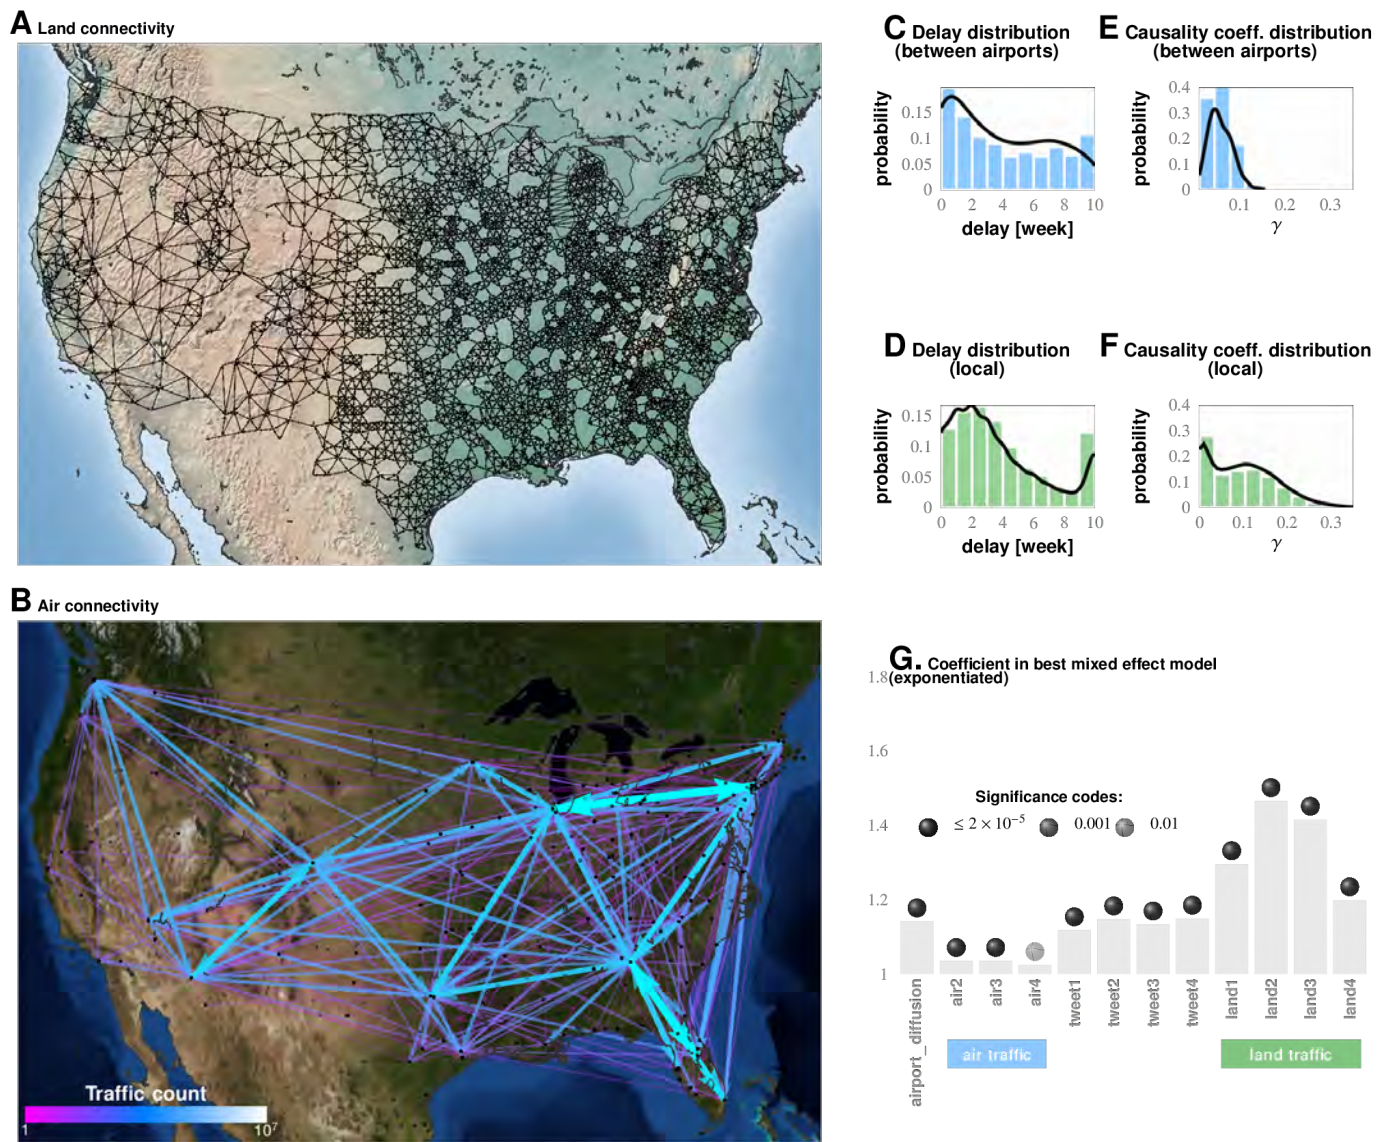 A Land connectivity
B Air connectivity
Traffic count
1
10⁷
C Delay distribution
(between airports)
probability
0.15
0.1
0.05
0
0 2 4 6 8 10
delay [week]
E Causality coeff. distribution
(between airports)
probability
0.4
0.3
0.2
0.1
0
0.1 0.2 0.3
γ
D Delay distribution
(local)
probability
0.15
0.1
0.05
0
0 2 4 6 8 10
delay [week]
F Causality coeff. distribution
(local)
probability
0.4
0.3
0.2
0.1
0
0 0.1 0.2 0.3
γ
G. Coefficient in best mixed effect model
(exponentiated)
1.8
1.6
1.4
1.2
1
Significance codes:
≤ 2 × 10⁻⁵ 0.001 0.01
airport_diffusion
air2
air3
air4
tweet1
tweet2
tweet3
tweet4
land1
land2
land3
land4
air traffic
land traffic